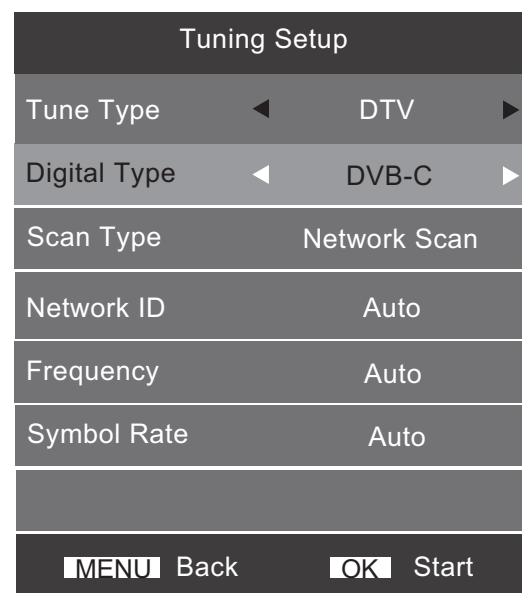 Tuning Setup
Tune Type DTV
Digital Type DVB-C
Scan Type Network Scan
Network ID Auto
Frequency Auto
Symbol Rate Auto
MENU Back OK Start